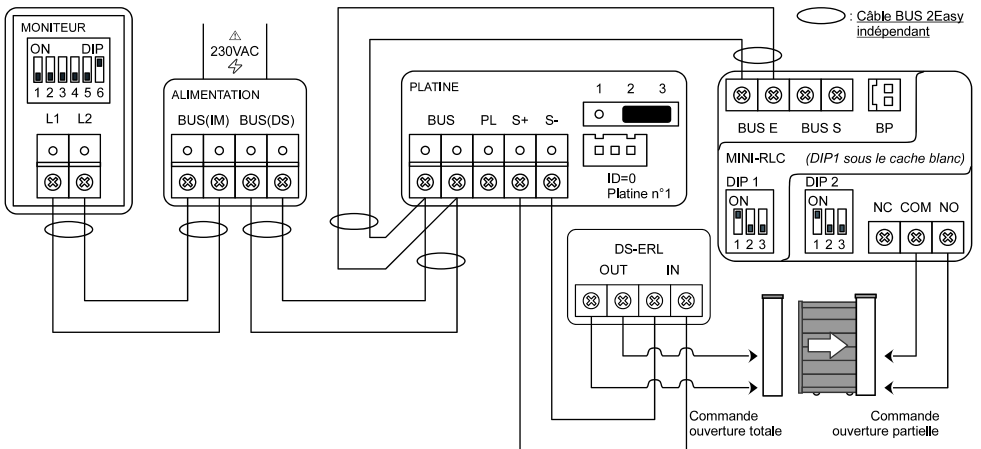 MONITEUR
ON DIP
1 2 3 4 5 6
L1 L2
230VAC
ALIMENTATION
BUS(IM) BUS(DS)
PLATINE
1 2 3
BUS PL S+ S-
ID=0
Platine n°1
: Câble BUS 2Easy
indépendant
BUS E BUS S BP
MINI-RLC (DIP1 sous le cache blanc)
DIP 1
ON
1 2 3
DIP 2
ON
1 2 3
NC COM NO
DS-ERL
OUT IN
Commande
ouverture totale
Commande
ouverture partielle